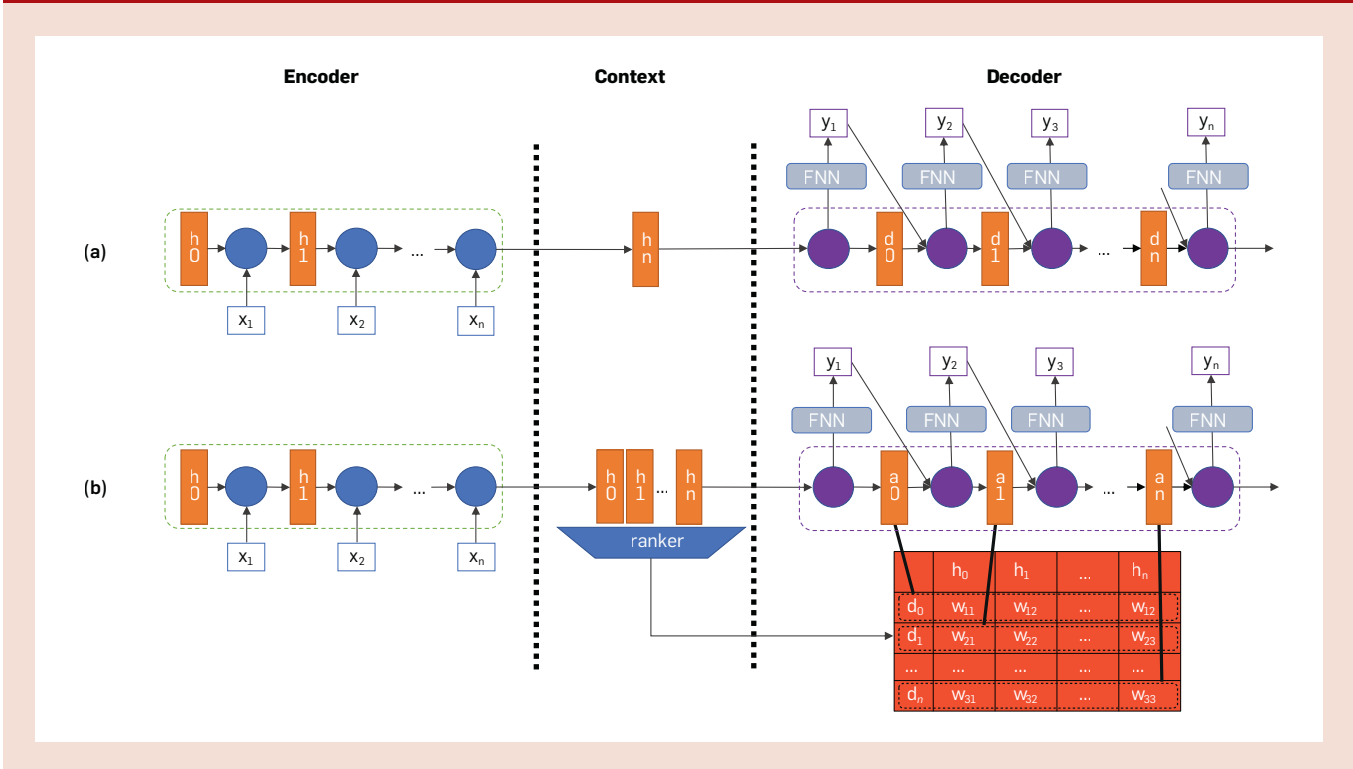 Encoder Context Decoder
y₁ y₂ y₃ yₙ
FNN FNN FNN FNN
(a) h0 h1 ... hn d0 d1 ... dn
x₁ x₂ xₙ
y₁ y₂ y₃ yₙ
FNN FNN FNN FNN
(b) h0 h1 ... h0 h1 ... hn a0 a1 ... an
ranker
x₁ x₂ xₙ
h₀ h₁ ... hₙ
d₀ w₁₁ w₁₂ ... w₁₂
d₁ w₂₁ w₂₂ ... w₂₃
... ... ... ... ...
dₙ w₃₁ w₃₂ ... w₃₃